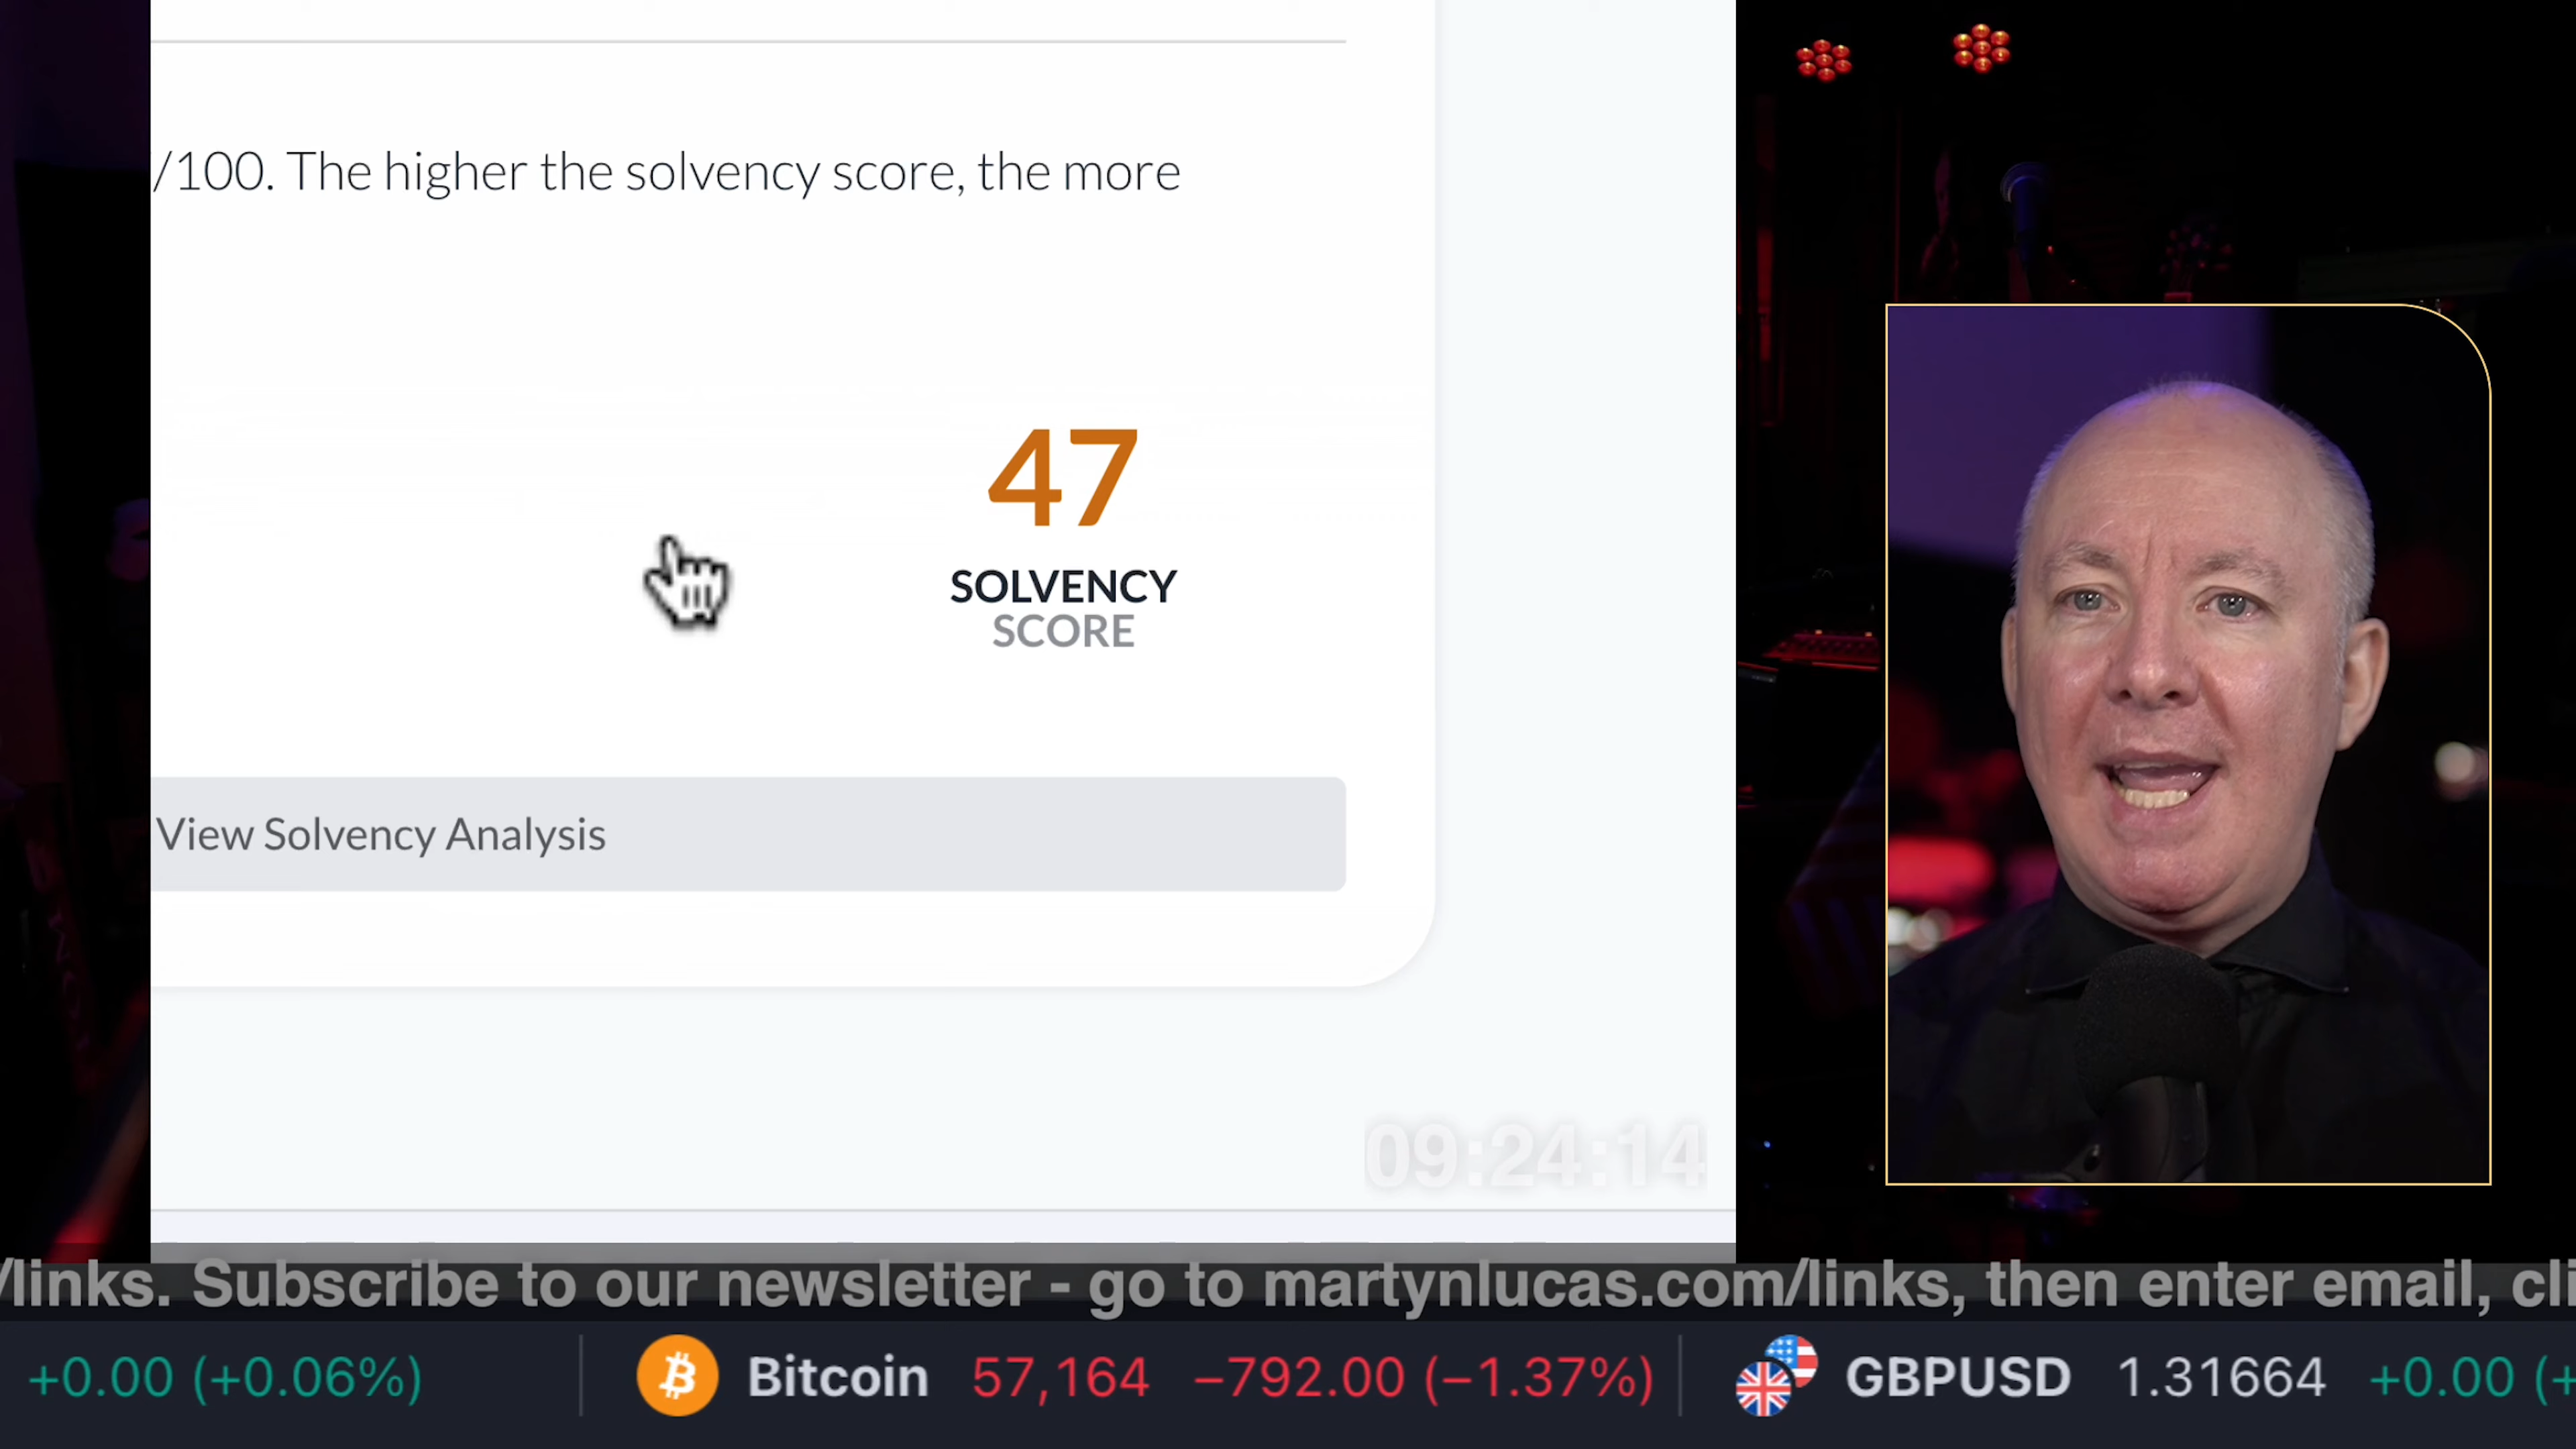 /100. The higher the solvency score, the more
47
SOLVENCY
SCORE
View Solvency Analysis
09:24:14
/links. Subscribe to our newsletter - go to martynlucas.com/links, then enter email, cli
+0.00 (+0.06%)
Bitcoin 57,164 −792.00 (−1.37%)
GBPUSD 1.31664 +0.00 (+